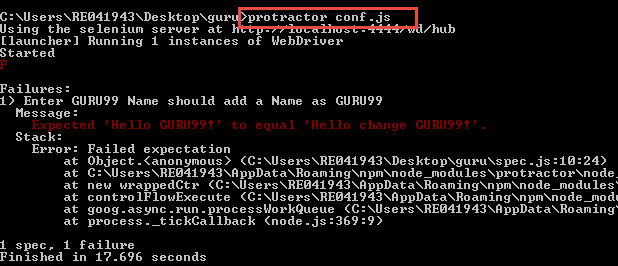 C:\Users\RE041943\Desktop\guru>protractor conf.js
Using the selenium server at http://localhost:4444/wd/hub
[launcher] Running 1 instances of WebDriver
Started
F
Failures:
1) Enter GURU99 Name should add a Name as GURU99
Message:
Expected 'Hello GURU99!' to equal 'Hello change GURU99!'.
Stack:
Error: Failed expectation
at Object.<anonymous> (C:\Users\RE041943\Desktop\guru\spec.js:10:24)
at C:\Users\RE041943\AppData\Roaming\npm\node_modules\protractor\node_
at new wrappedCtr (C:\Users\RE041943\AppData\Roaming\npm\node_modules\
at controlFlowExecute (C:\Users\RE041943\AppData\Roaming\npm\node_modu
at goog.async.run.processWorkQueue (C:\Users\RE041943\AppData\Roaming\
at process._tickCallback (node.js:369:9)
1 spec, 1 failure
Finished in 17.696 seconds